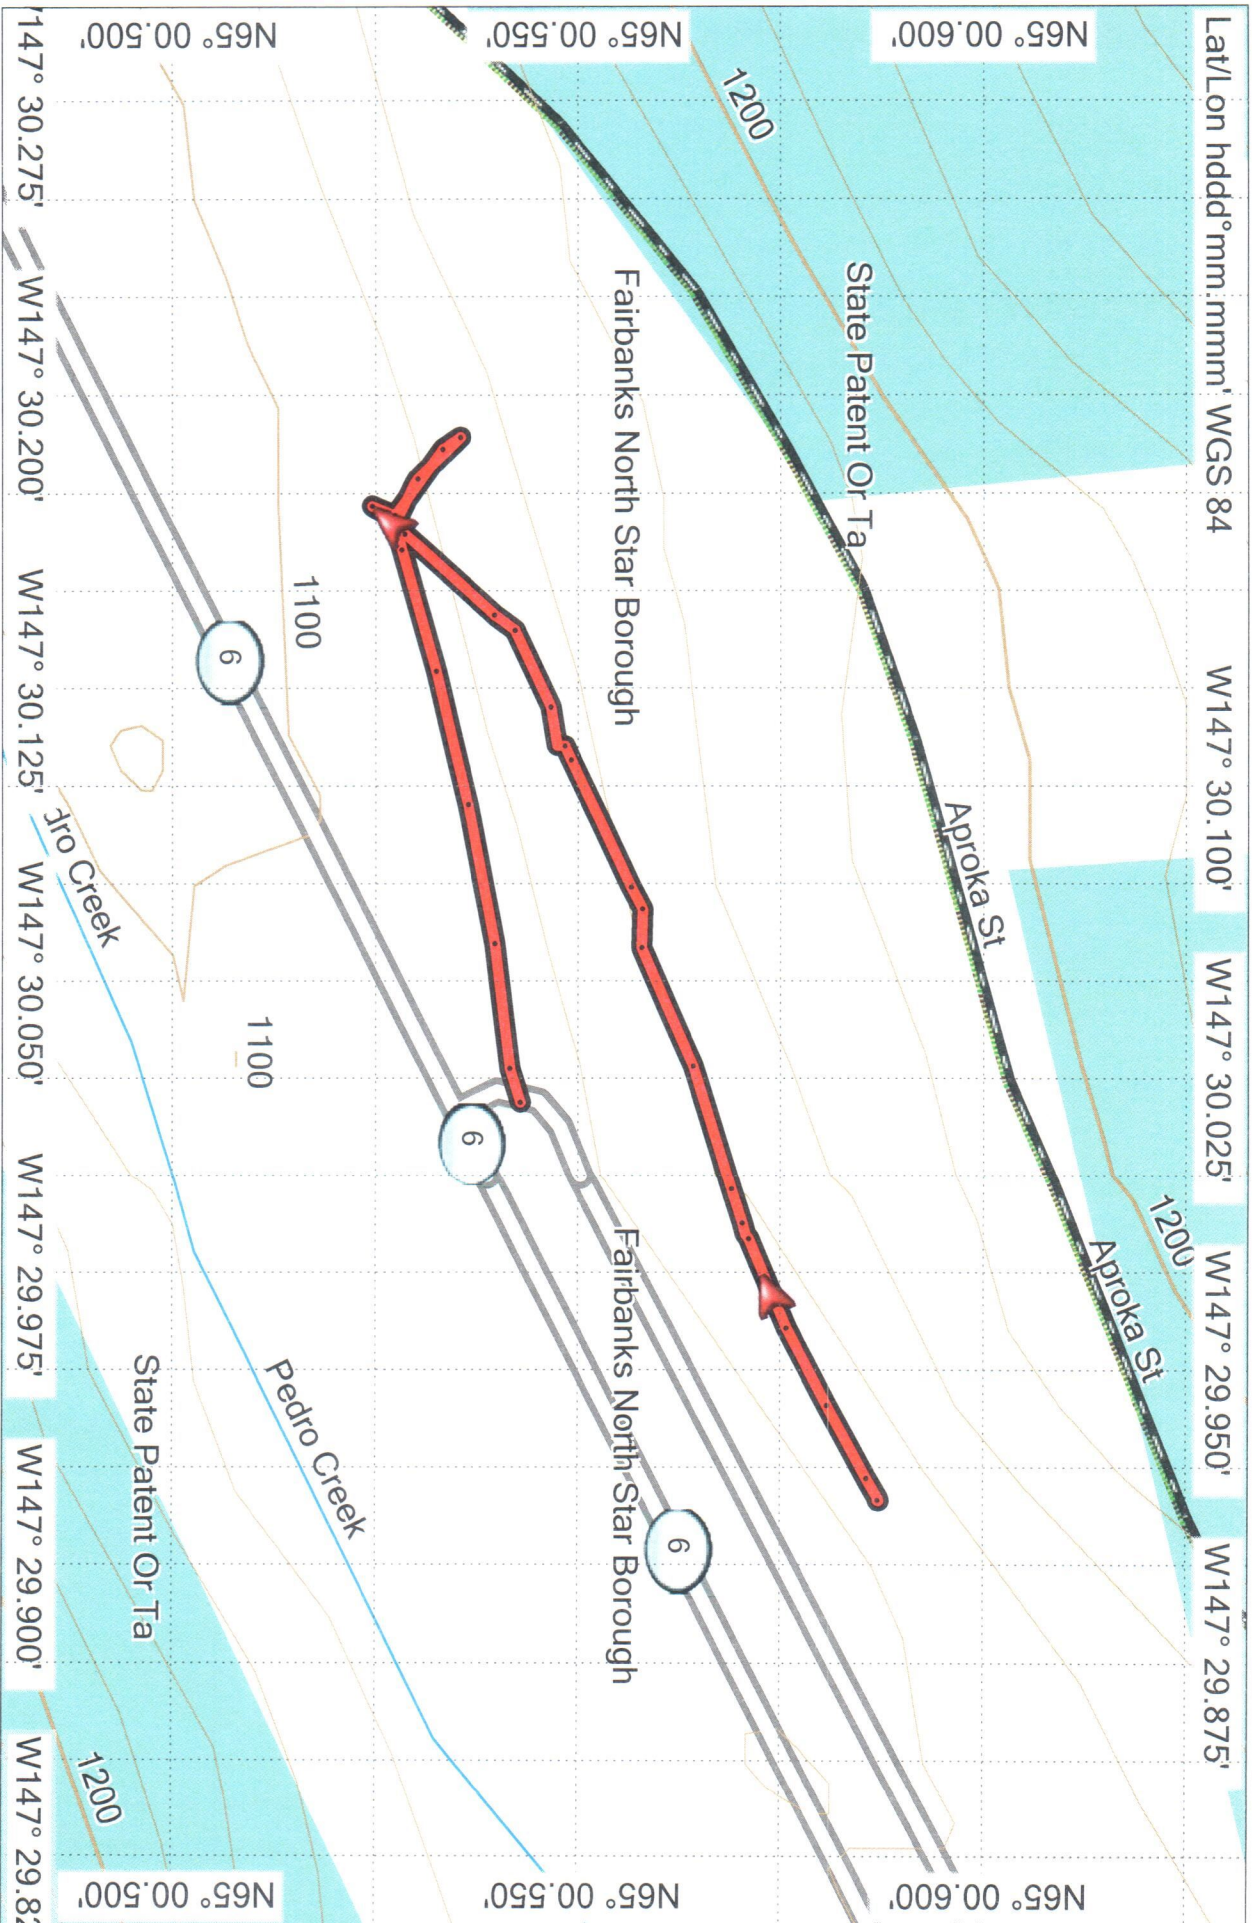 Lat/Lon hddd°mm.mmm' WGS 84
W147° 30.100'
W147° 30.025'
W147° 29.950'
W147° 29.875'
N65° 00.600'
N65° 00.600'
1200
1200
Aproka St
Aproka St
State Patent Or Ta
N65° 00.550'
N65° 00.550'
Fairbanks North Star Borough
Fairbanks North Star Borough
6
6
6
1100
1100
Pedro Creek
dro Creek
State Patent Or Ta
1200
N65° 00.500'
N65° 00.500'
147° 30.275'
W147° 30.200'
W147° 30.125'
W147° 30.050'
W147° 29.975'
W147° 29.900'
W147° 29.82